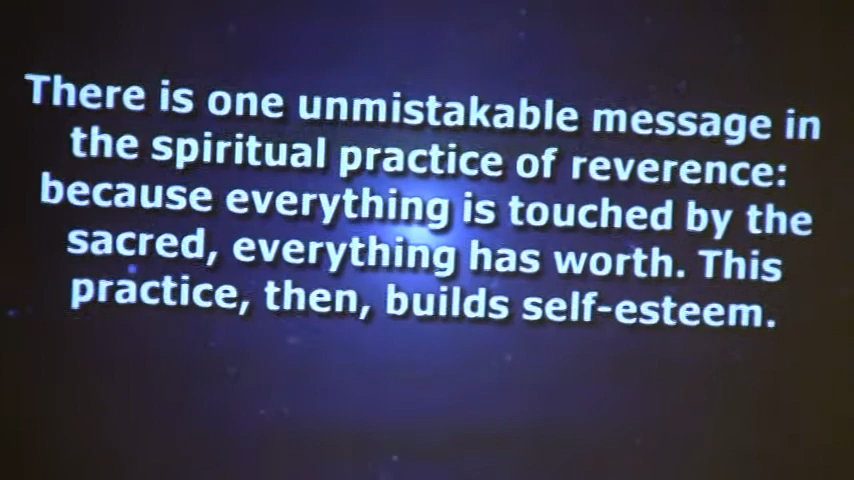 There is one unmistakable message in
the spiritual practice of reverence:
because everything is touched by the
sacred, everything has worth. This
practice, then, builds self-esteem.